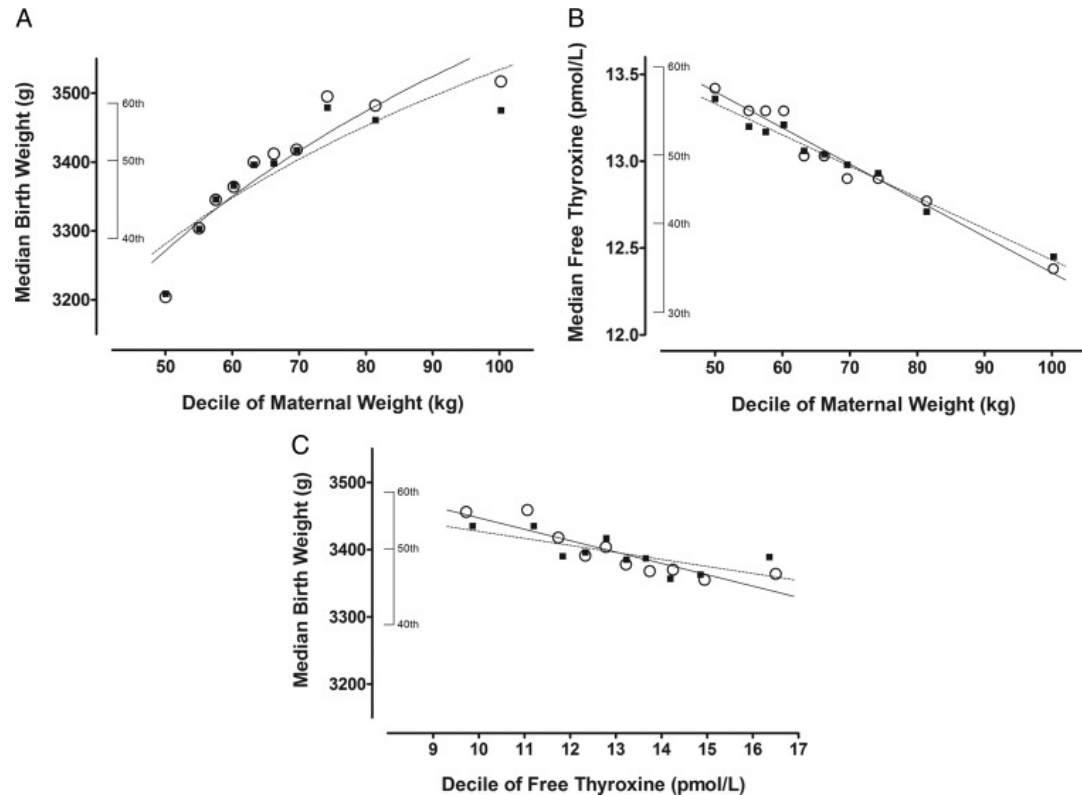 A
Median Birth Weight (g)
3500
3400
3300
3200
60th
50th
40th
50 60 70 80 90 100
Decile of Maternal Weight (kg)
B
Median Free Thyroxine (pmol/L)
13.5
13.0
12.5
12.0
60th
50th
40th
30th
50 60 70 80 90 100
Decile of Maternal Weight (kg)
C
Median Birth Weight (g)
3500
3400
3300
3200
60th
50th
40th
9 10 11 12 13 14 15 16 17
Decile of Free Thyroxine (pmol/L)